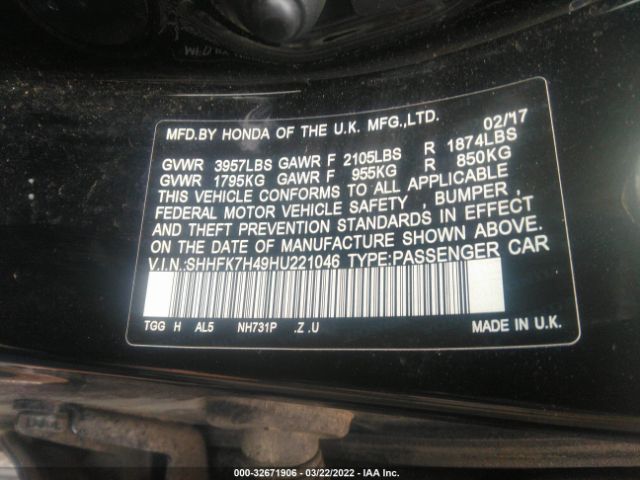 MFD.BY HONDA OF THE U.K. MFG.,LTD. 02/'17
GVWR 3957LBS GAWR F 2105LBS R 1874LBS
GVWR 1795KG GAWR F 955KG R 850KG
THIS VEHICLE CONFORMS TO ALL APPLICABLE
FEDERAL MOTOR VEHICLE SAFETY , BUMPER ,
AND THEFT PREVENTION STANDARDS IN EFFECT
ON THE DATE OF MANUFACTURE SHOWN ABOVE.
V.I.N:SHHFK7H49HU221046 TYPE:PASSENGER CAR
TGG H AL5 NH731P .Z .U MADE IN U.K.
000-32671906 - 03/22/2022 - IAA Inc.